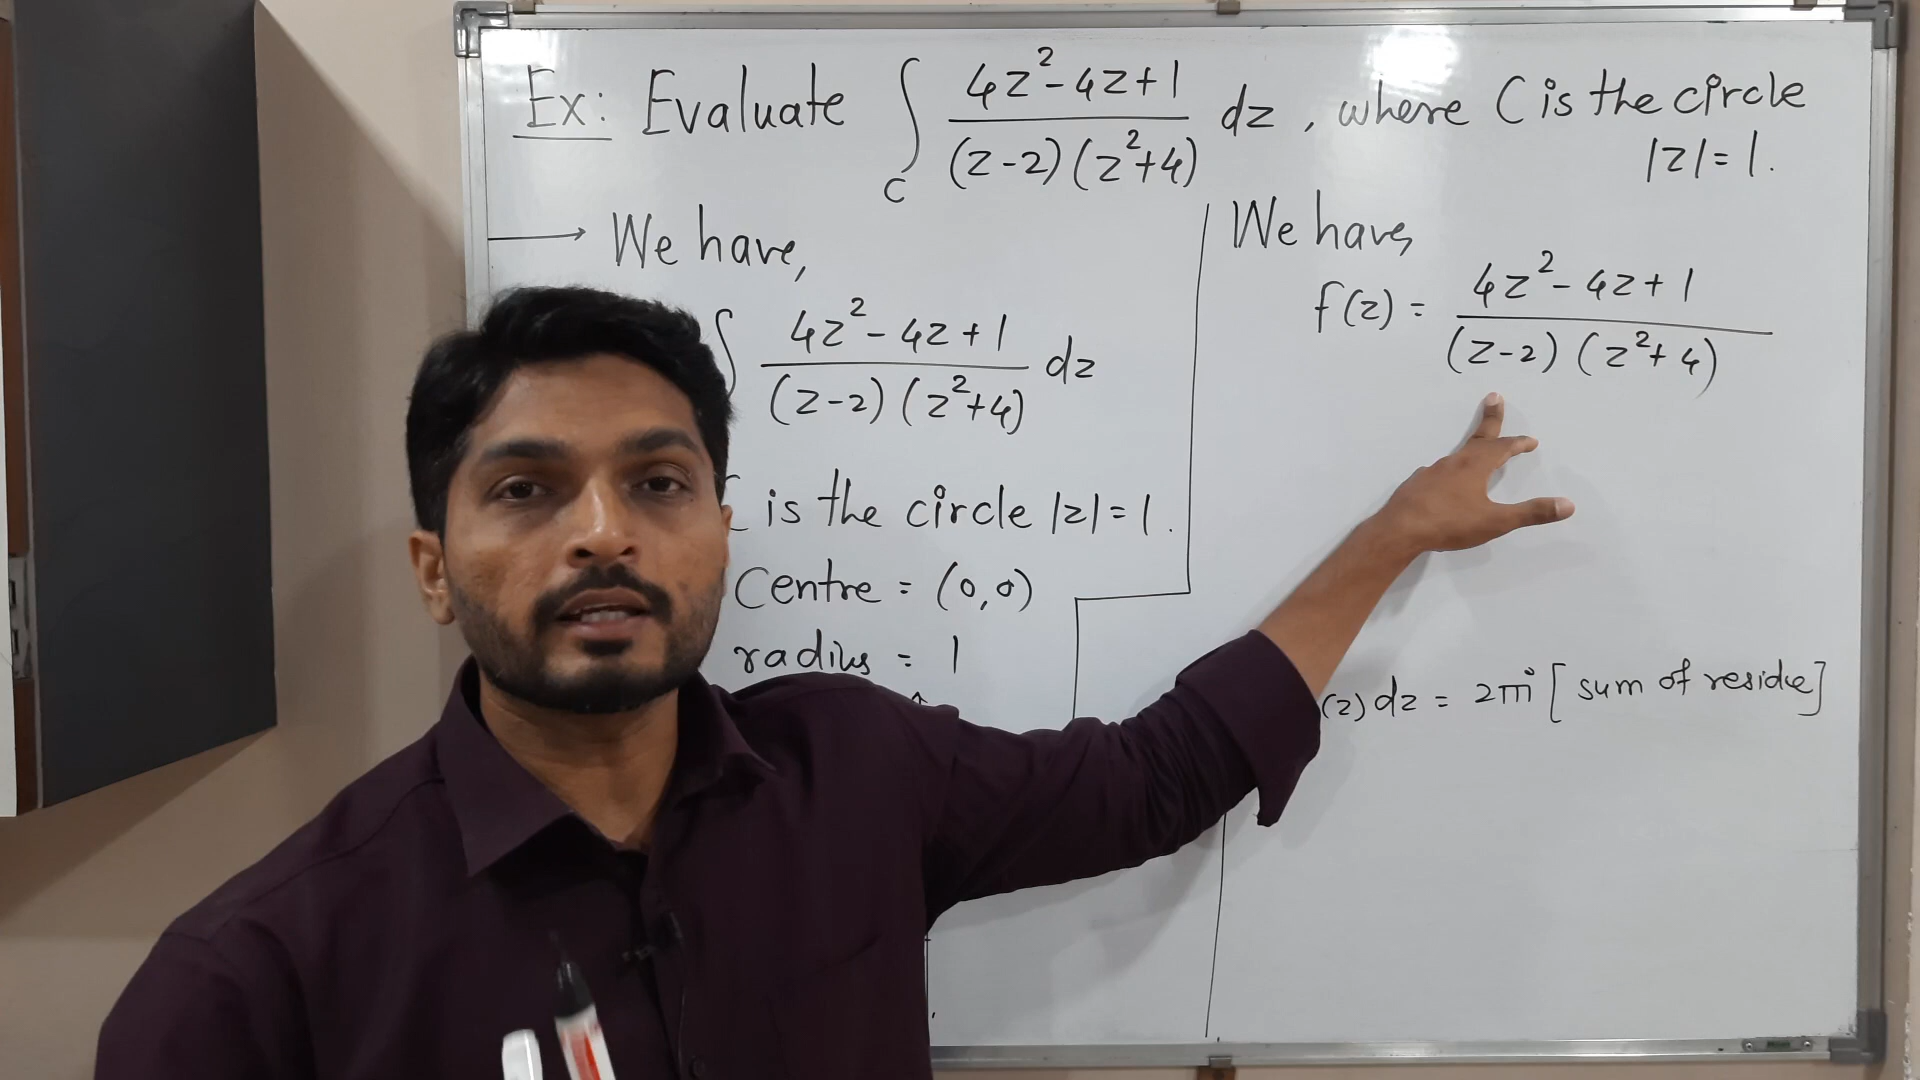 Ex: Evaluate ∫_C (4z²-4z+1)/((z-2)(z²+4)) dz, where C is the circle
|z|=1.
We have,
∫ (4z²-4z+1)/((z-2)(z²+4)) dz
C is the circle |z|=1.
Centre = (0,0)
radius = 1
We have,
f(z) = (4z²-4z+1)/((z-2)(z²+4))
(z)dz = 2πi [sum of residue]